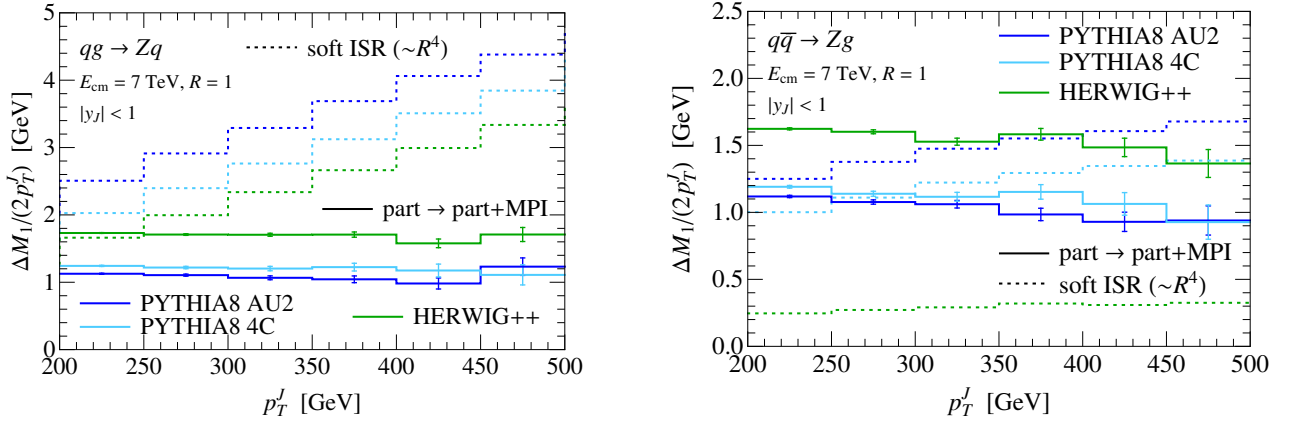 qg → Zq
soft ISR (~R⁴)
E_cm = 7 TeV, R = 1
|y_J| < 1
part → part+MPI
PYTHIA8 AU2
PYTHIA8 4C
HERWIG++
ΔM₁/(2p_T^J) [GeV]
5
4
3
2
1
0
200 250 300 350 400 450 500
p_T^J [GeV]
qq̅ → Zg
E_cm = 7 TeV, R = 1
|y_J| < 1
PYTHIA8 AU2
PYTHIA8 4C
HERWIG++
part → part+MPI
soft ISR (~R⁴)
ΔM₁/(2p_T^J) [GeV]
2.5
2.0
1.5
1.0
0.5
0.0
200 250 300 350 400 450 500
p_T^J [GeV]